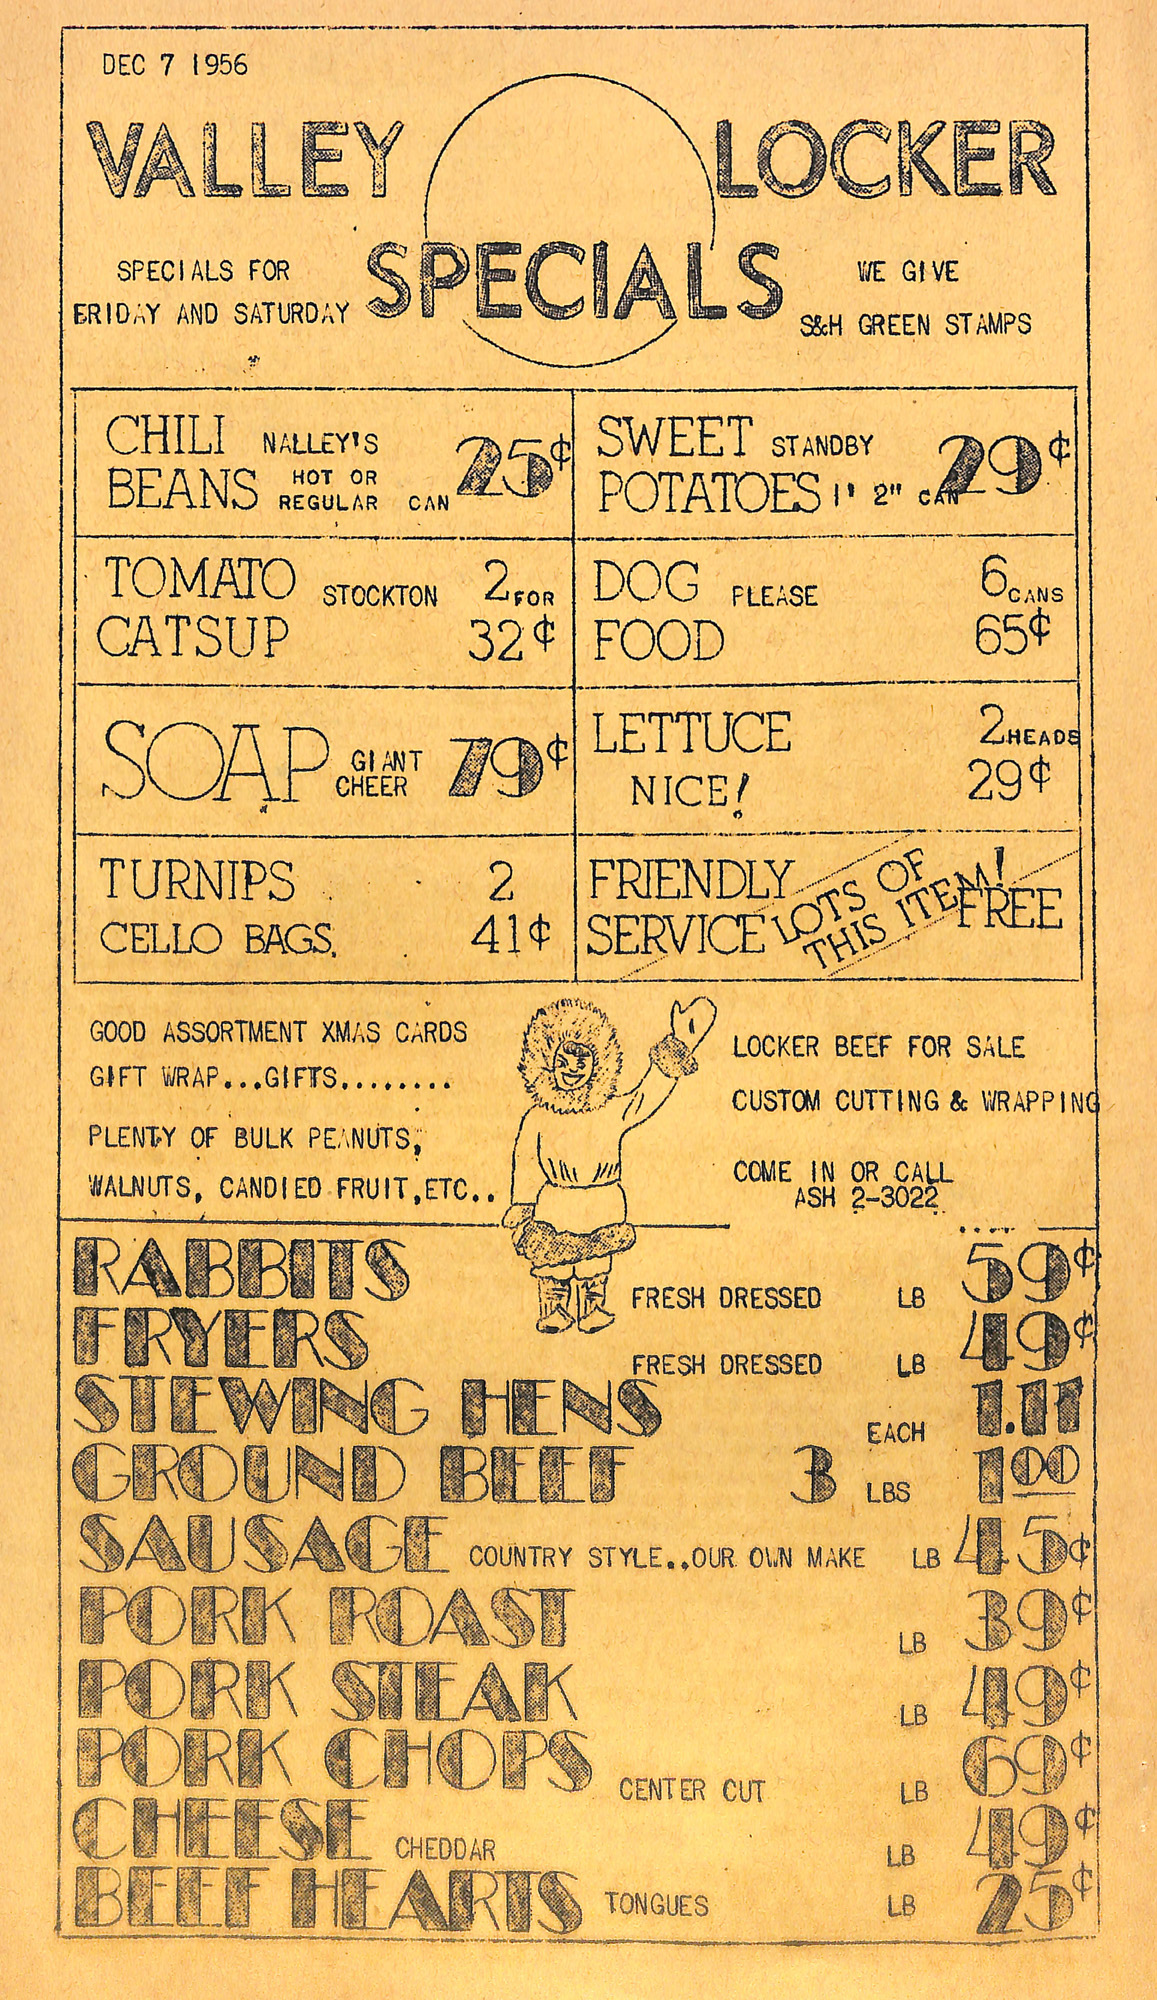 DEC 7 1956
VALLEY LOCKER
SPECIALS
SPECIALS FOR
FRIDAY AND SATURDAY
WE GIVE
S&H GREEN STAMPS
CHILI NALLEY'S 25¢
BEANS HOT OR
REGULAR CAN
SWEET STANDBY 29¢
POTATOES 1' 2" CAN
TOMATO STOCKTON 2 FOR
CATSUP 32¢
DOG PLEASE 6 CANS
FOOD 65¢
SOAP GIANT 79¢
CHEER
LETTUCE 2 HEADS
NICE! 29¢
TURNIPS 2
CELLO BAGS. 41¢
FRIENDLY
SERVICE FREE
LOTS OF
THIS ITEM!
GOOD ASSORTMENT XMAS CARDS
GIFT WRAP...GIFTS........
PLENTY OF BULK PEANUTS,
WALNUTS, CANDIED FRUIT,ETC..
LOCKER BEEF FOR SALE
CUSTOM CUTTING & WRAPPING
COME IN OR CALL
ASH 2-3022
RABBITS FRESH DRESSED LB 59¢
FRYERS FRESH DRESSED LB 49¢
STEWING HENS EACH 1.11
GROUND BEEF 3 LBS 1 00
SAUSAGE COUNTRY STYLE..OUR OWN MAKE LB 45¢
PORK ROAST LB 39¢
PORK STEAK LB 49¢
PORK CHOPS CENTER CUT LB 69¢
CHEESE CHEDDAR LB 49¢
BEEF HEARTS TONGUES LB 25¢